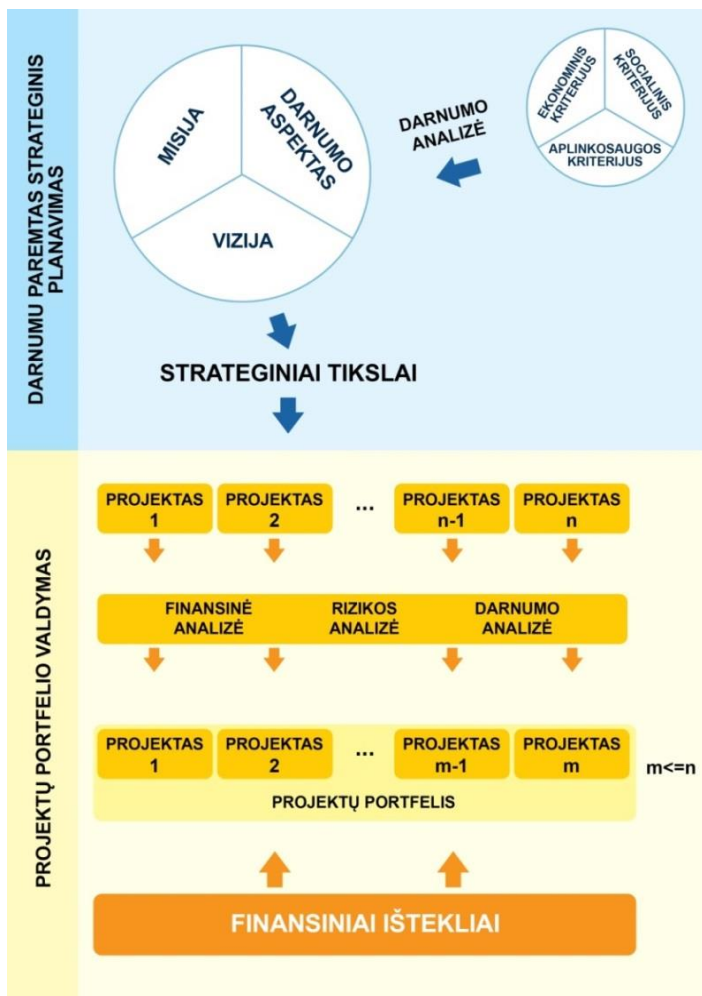 DARNUMU PAREMTAS STRATEGINIS
PLANAVIMAS
MISIJA
DARNUMO
ASPEKTAS
VIZIJA
DARNUMO
ANALIZĖ
EKONOMINIS
KRITERIJUS
SOCIALINIS
KRITERIJUS
APLINKOSAUGOS
KRITERIJUS
STRATEGINIAI TIKSLAI
PROJEKTŲ PORTFELIO VALDYMAS
PROJEKTAS
1
PROJEKTAS
2
...
PROJEKTAS
n-1
PROJEKTAS
n
FINANSINĖ
ANALIZĖ
RIZIKOS
ANALIZĖ
DARNUMO
ANALIZĖ
PROJEKTAS
1
PROJEKTAS
2
...
PROJEKTAS
m-1
PROJEKTAS
m
m<=n
PROJEKTŲ PORTFELIS
FINANSINIAI IŠTEKLIAI